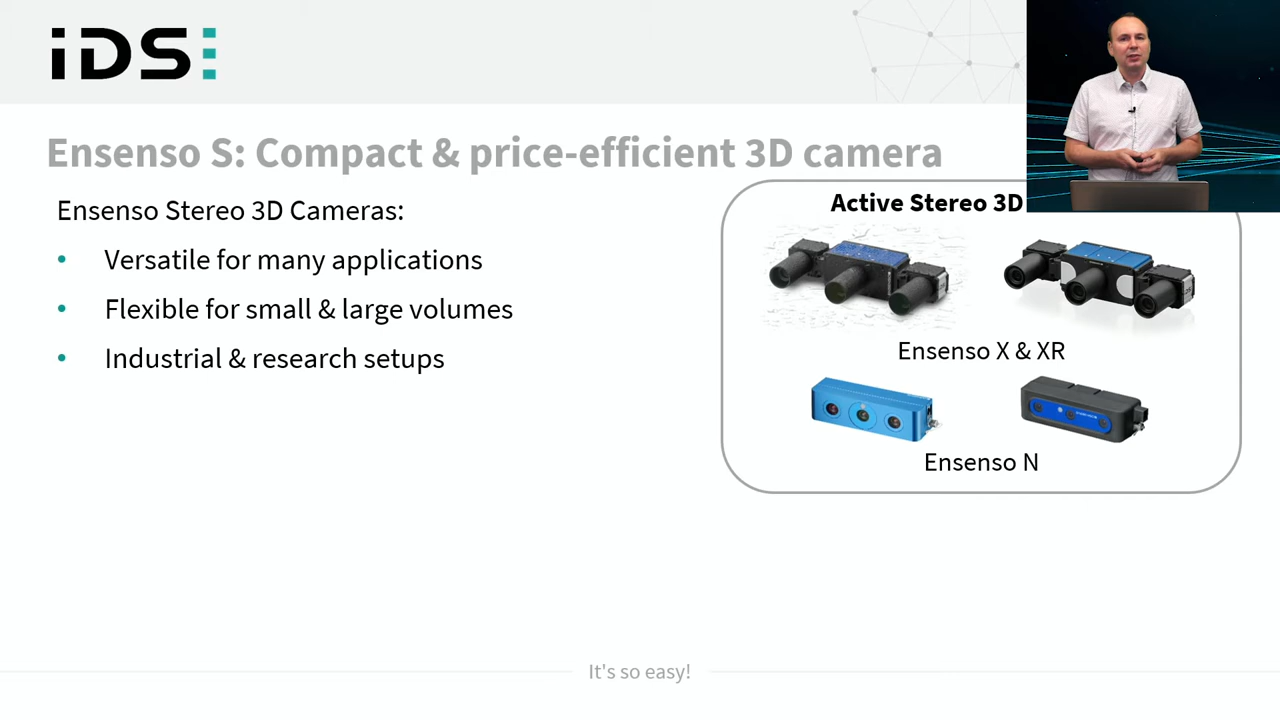 iDS
Ensenso S: Compact & price-efficient 3D camera
Ensenso Stereo 3D Cameras:
• Versatile for many applications
• Flexible for small & large volumes
• Industrial & research setups
Active Stereo 3D
Ensenso X & XR
Ensenso N
It's so easy!